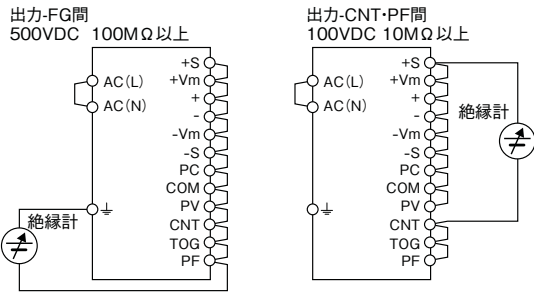 出力-FG間
500VDC 100MΩ以上
AC(L)
AC(N)
+S
+Vm
+
-
-Vm
-S
PC
COM
PV
CNT
TOG
PF
絶縁計
出力-CNT･PF間
100VDC 10MΩ以上
AC(L)
AC(N)
+S
+Vm
+
-
-Vm
-S
PC
COM
PV
CNT
TOG
PF
絶縁計